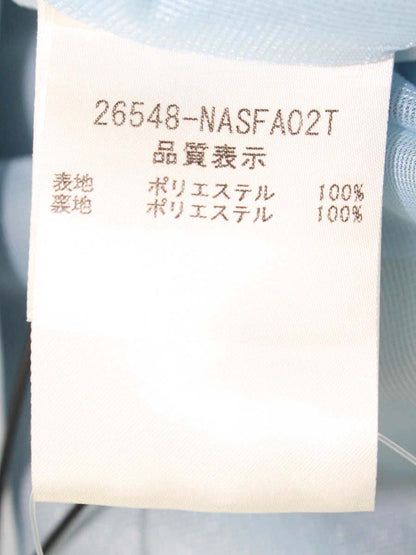 26548-NASFA02T
品質表示
表地 ポリエステル 100%
裏地 ポリエステル 100%